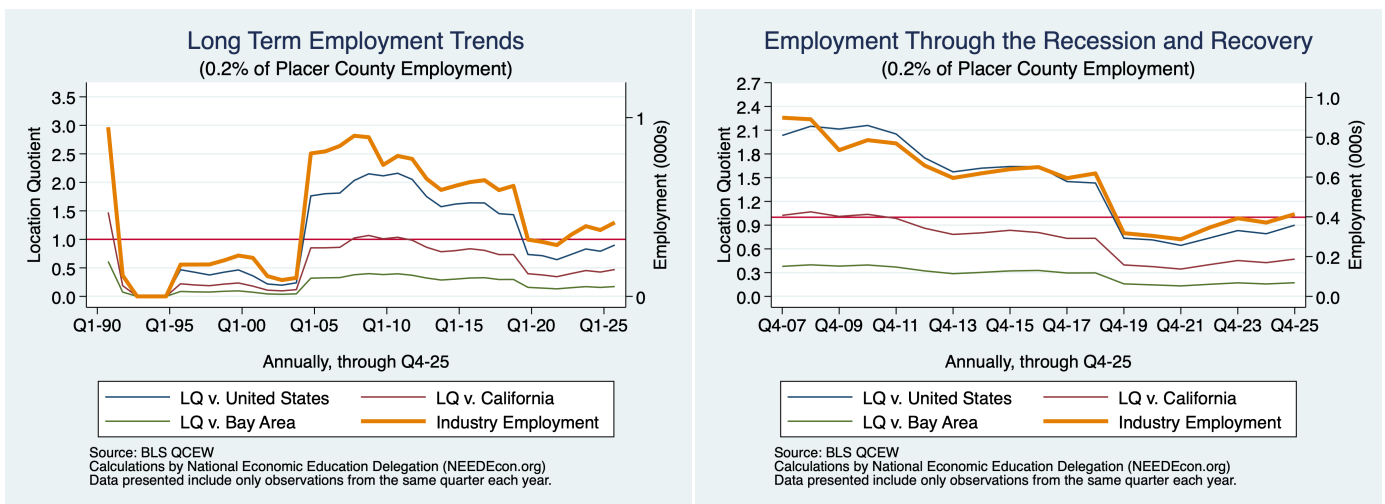 Long Term Employment Trends
(0.2% of Placer County Employment)
Location Quotient
3.5
3.0
2.5
2.0
1.5
1.0
0.5
0.0
1
0
Employment (000s)
Q1-90 Q1-95 Q1-00 Q1-05 Q1-10 Q1-15 Q1-20 Q1-25
Annually, through Q4-25
LQ v. United States LQ v. California
LQ v. Bay Area Industry Employment
Source: BLS QCEW
Calculations by National Economic Education Delegation (NEEDEcon.org)
Data presented include only observations from the same quarter each year.
Employment Through the Recession and Recovery
(0.2% of Placer County Employment)
Location Quotient
2.7
2.4
2.1
1.8
1.5
1.2
0.9
0.6
0.3
0.0
1.0
0.8
0.6
0.4
0.2
0.0
Employment (000s)
Q4-07 Q4-09 Q4-11 Q4-13 Q4-15 Q4-17 Q4-19 Q4-21 Q4-23 Q4-25
Annually, through Q4-25
LQ v. United States LQ v. California
LQ v. Bay Area Industry Employment
Source: BLS QCEW
Calculations by National Economic Education Delegation (NEEDEcon.org)
Data presented include only observations from the same quarter each year.